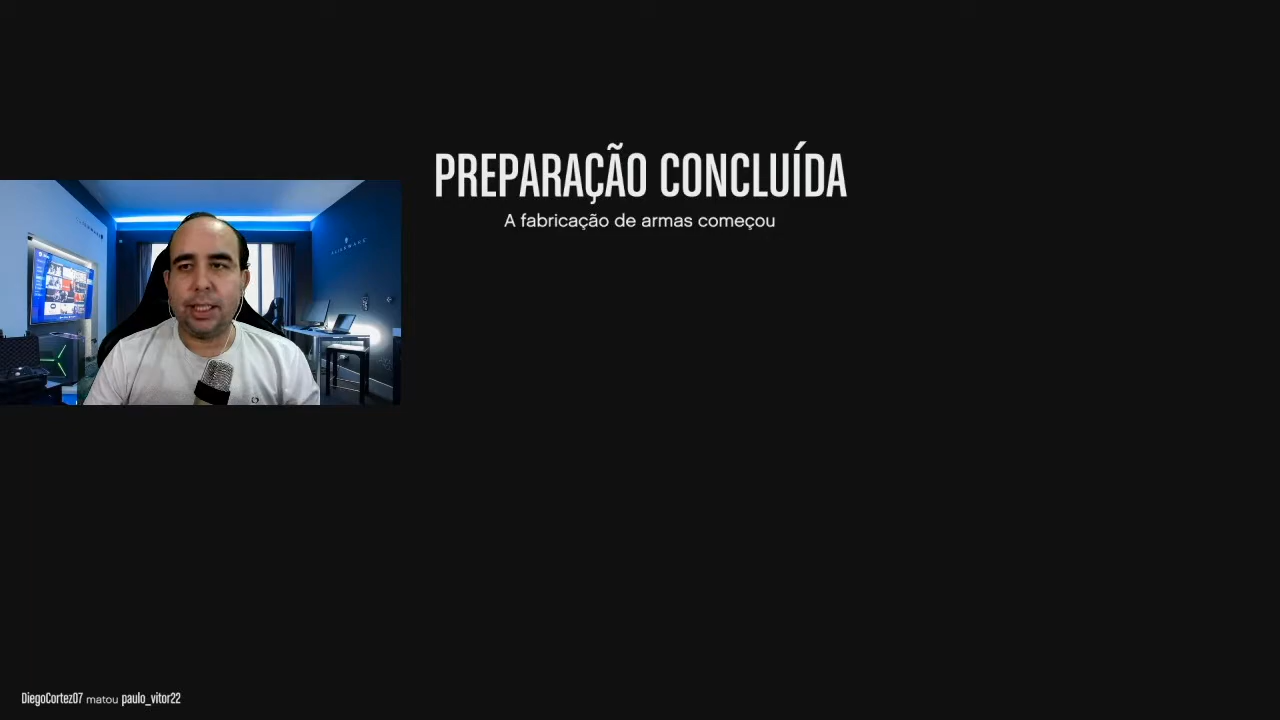 PREPARAÇÃO CONCLUÍDA
A fabricação de armas começou
DiegoCortez07 matou paulo_vitor22